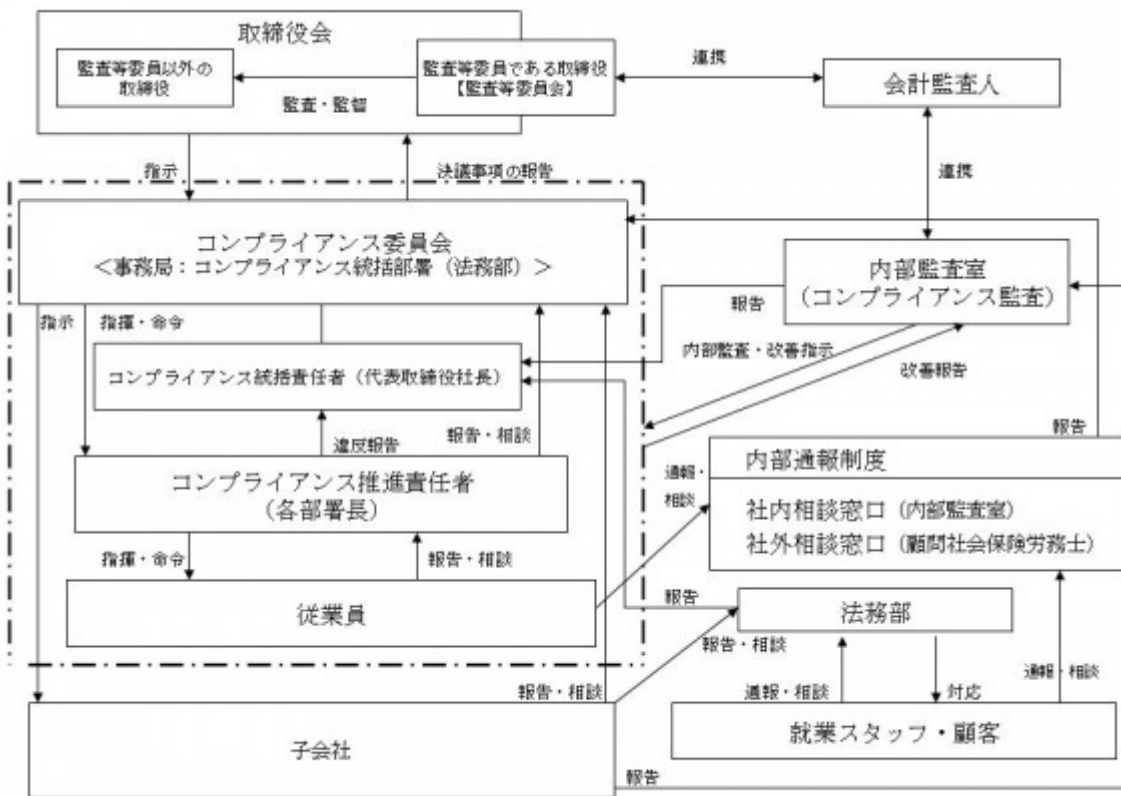 取締役会
監査等委員以外の
取締役
監査等委員である取締役
【監査等委員会】
監査・監督
連携
会計監査人
指示
決議事項の報告
連携
コンプライアンス委員会
<事務局：コンプライアンス統括部署（法務部）>
内部監査室
（コンプライアンス監査）
報告
指示
指揮・命令
内部監査・改善指示
改善報告
コンプライアンス統括責任者（代表取締役社長）
違反報告
報告・相談
報告
コンプライアンス推進責任者
（各部署長）
通報・
相談
内部通報制度
社内相談窓口（内部監査室）
社外相談窓口（顧問社会保険労務士）
指揮・命令
報告・相談
従業員
報告
法務部
報告・相談
報告・相談
通報・相談
対応
通報・相談
子会社
就業スタッフ・顧客
報告